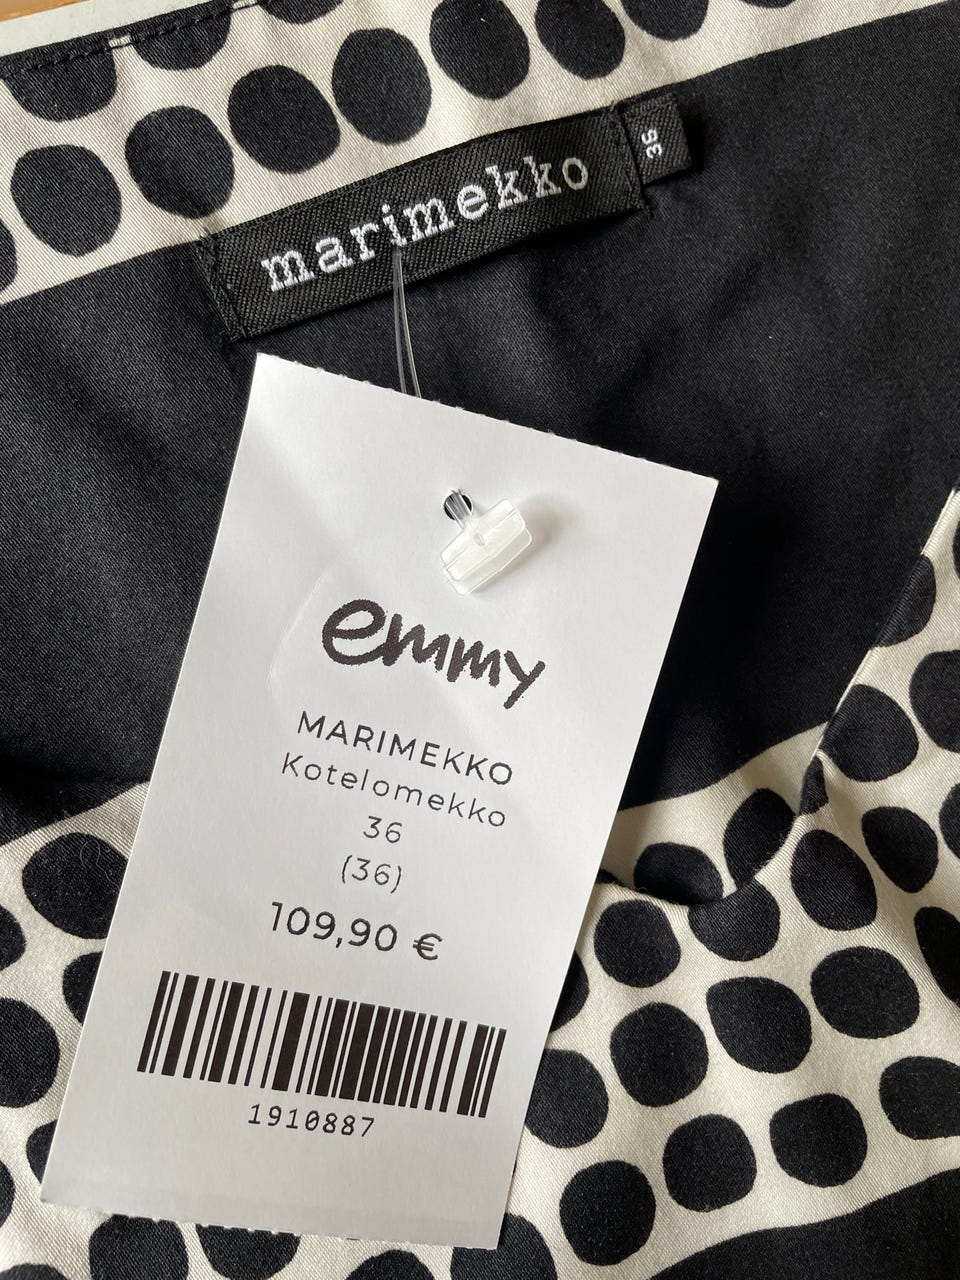 marimekko
36
emmy
MARIMEKKO
Kotelomekko
36
(36)
109,90 €
1910887